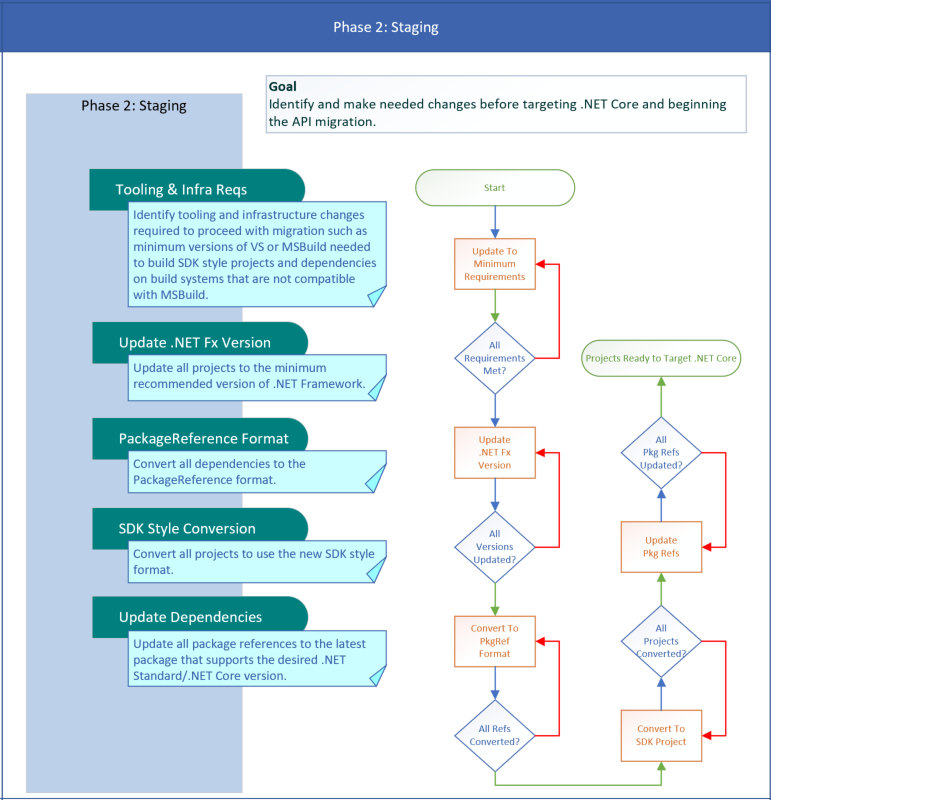 Phase 2: Staging
Phase 2: Staging
Goal
Identify and make needed changes before targeting .NET Core and beginning
the API migration.
Tooling & Infra Reqs
Identify tooling and infrastructure changes
required to proceed with migration such as
minimum versions of VS or MSBuild needed
to build SDK style projects and dependencies
on build systems that are not compatible
with MSBuild.
Update .NET Fx Version
Update all projects to the minimum
recommended version of .NET Framework.
PackageReference Format
Convert all dependencies to the
PackageReference format.
SDK Style Conversion
Convert all projects to use the new SDK style
format.
Update Dependencies
Update all package references to the latest
package that supports the desired .NET
Standard/.NET Core version.
Start
Update To
Minimum
Requirements
All
Requirements
Met?
Update
.NET Fx
Version
All
Versions
Updated?
Convert To
PkgRef
Format
All Refs
Converted?
Convert To
SDK Project
All
Projects
Converted?
Update
Pkg Refs
All
Pkg Refs
Updated?
Projects Ready to Target .NET Core